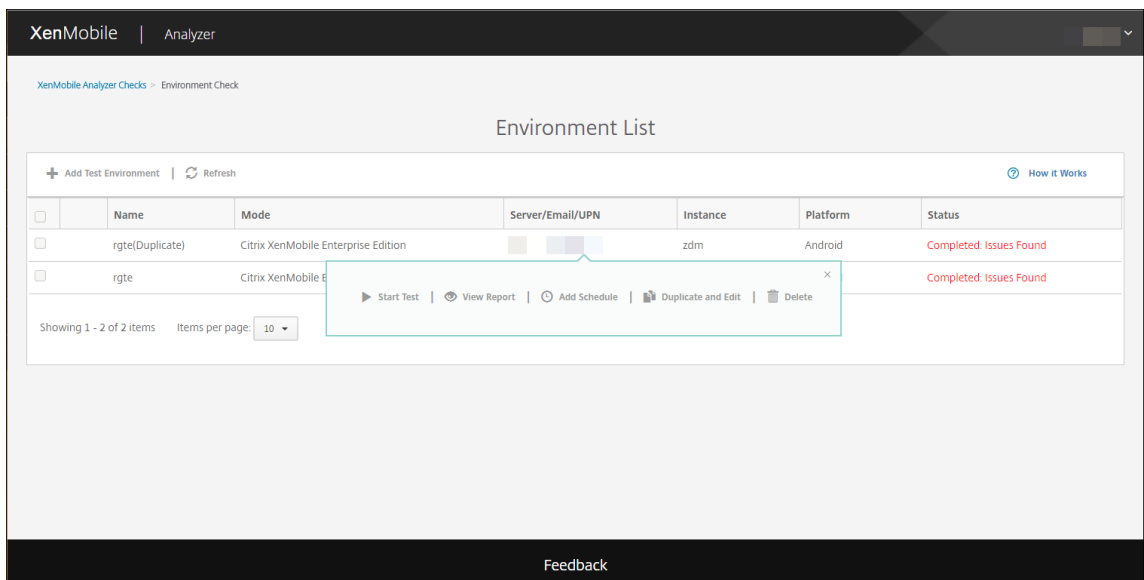 XenMobile | Analyzer
XenMobile Analyzer Checks > Environment Check
Environment List
Add Test Environment | Refresh
How it Works
Name Mode Server/Email/UPN Instance Platform Status
rgte(Duplicate) Citrix XenMobile Enterprise Edition zdm Android Completed: Issues Found
rgte Citrix XenMobile E Completed: Issues Found
Start Test | View Report | Add Schedule | Duplicate and Edit | Delete
Showing 1 - 2 of 2 items Items per page: 10
Feedback